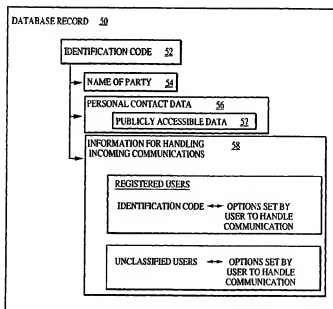 DATABASE RECORD 50
IDENTIFICATION CODE 52
NAME OF PARTY 54
PERSONAL CONTACT DATA 56
PUBLICLY ACCESSIBLE DATA 57
INFORMATION FOR HANDLING 58
INCOMING COMMUNICATIONS
REGISTERED USERS
IDENTIFICATION CODE ↔ OPTIONS SET BY
USER TO HANDLE
COMMUNICATION
UNCLASSIFIED USERS ↔ OPTIONS SET BY
USER TO HANDLE
COMMUNICATION